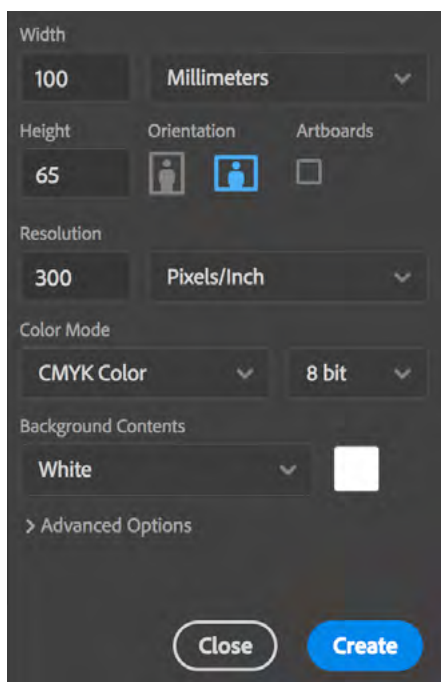 Width
100 Millimeters
Height Orientation Artboards
65
Resolution
300 Pixels/Inch
Color Mode
CMYK Color 8 bit
Background Contents
White
> Advanced Options
Close Create